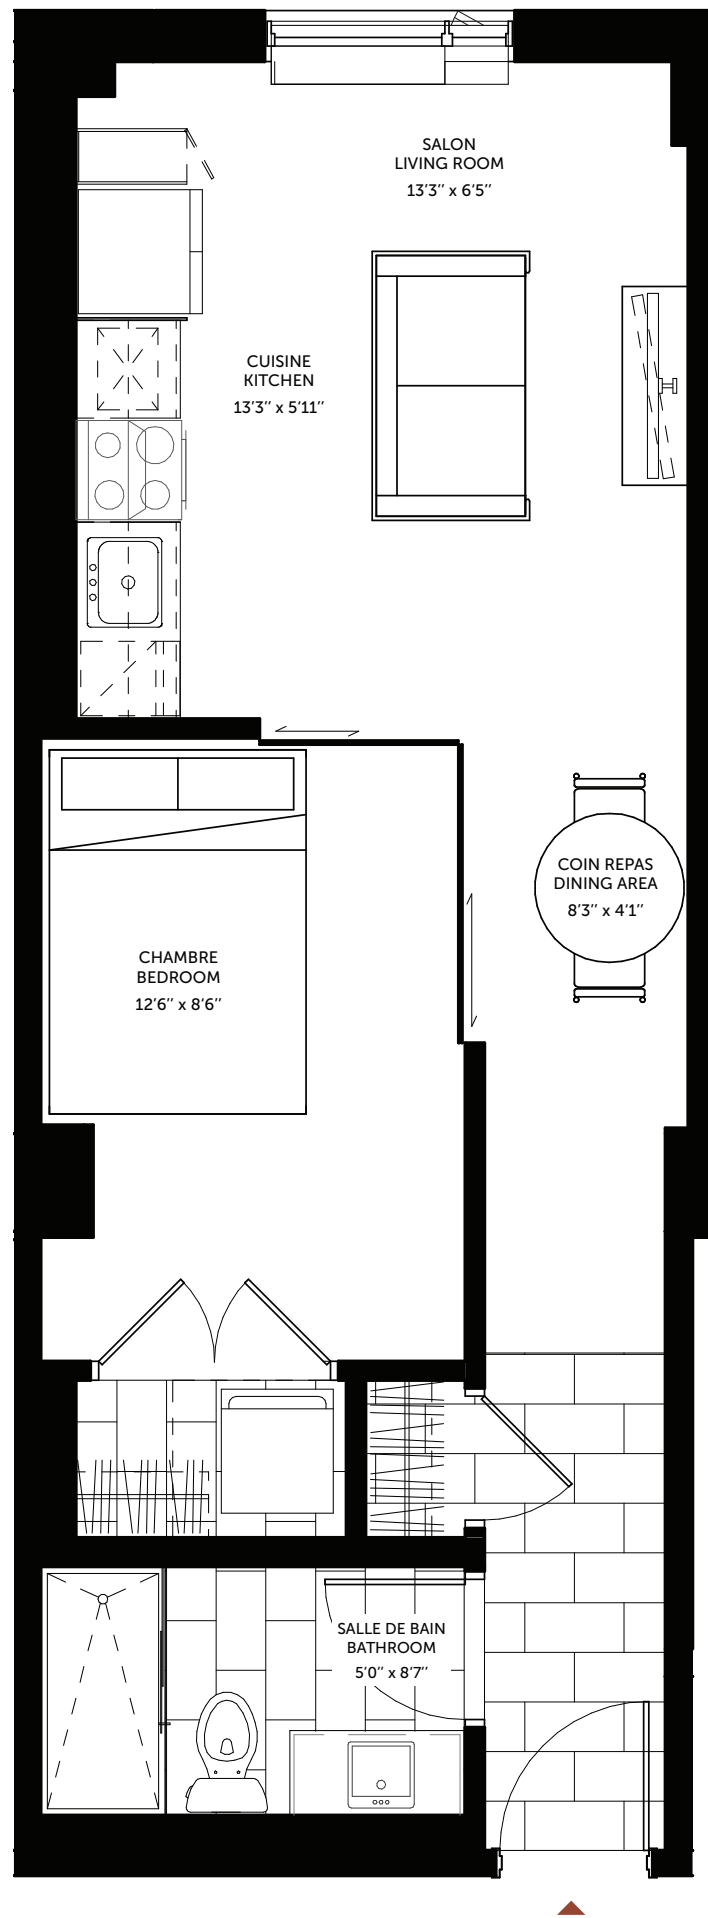 SALON
LIVING ROOM
13’3’’ x 6’5’’
CUISINE
KITCHEN
13’3’’ x 5’11’’
COIN REPAS
DINING AREA
8’3’’ x 4’1’’
CHAMBRE
BEDROOM
12’6’’ x 8’6’’
SALLE DE BAIN
BATHROOM
5’0’’ x 8’7’’